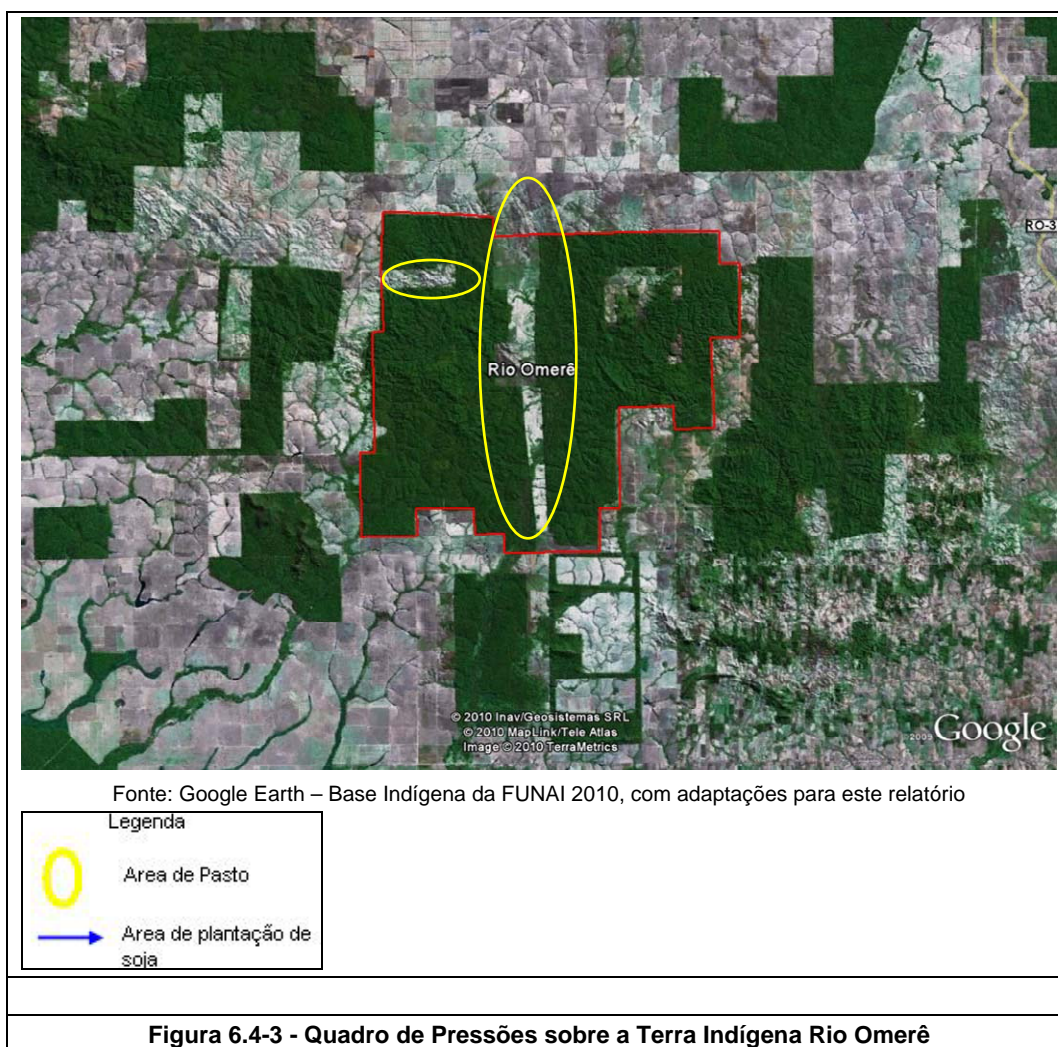 RO-3
Rio Omerê
© 2010 Inav/Geosistemas SRL
© 2010 MapLink/Tele Atlas
Image © 2010 TerraMetrics
©2009 Google
Fonte: Google Earth – Base Indígena da FUNAI 2010, com adaptações para este relatório
Legenda
Area de Pasto
Area de plantação de
soja
Figura 6.4-3 - Quadro de Pressões sobre a Terra Indígena Rio Omerê